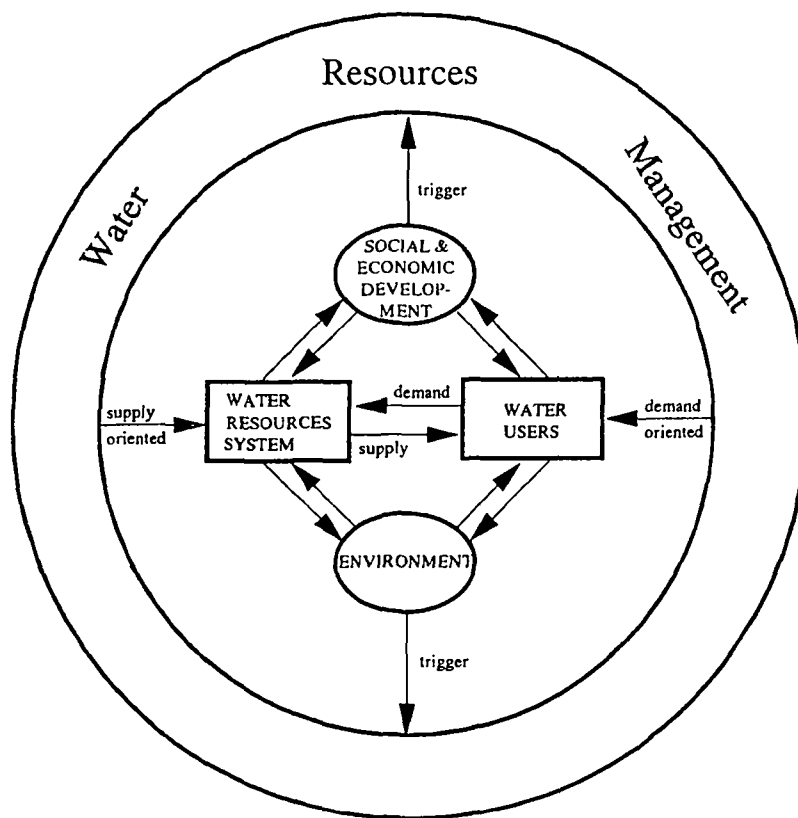 Water
Resources
Management
trigger
SOCIAL &
ECONOMIC
DEVELOP-
MENT
supply
oriented
WATER
RESOURCES
SYSTEM
demand
supply
WATER
USERS
demand
oriented
ENVIRONMENT
trigger